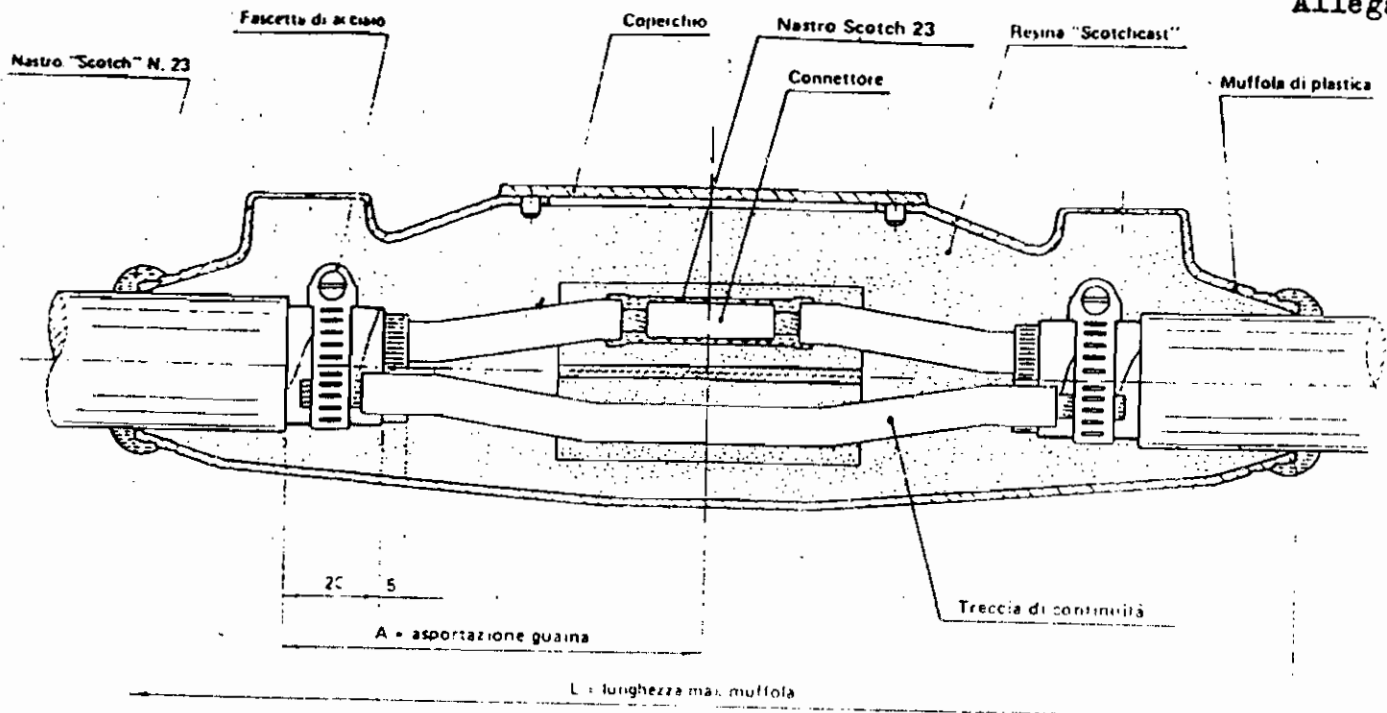 Allega
Fascetta di acciaio
Coperchio
Nastro Scotch 23
Resina "Scotchcast"
Nastro "Scotch" N. 23
Connettore
Muffola di plastica
5
Treccia di continuità
A = asportazione guaina
L = lunghezza max. muffola